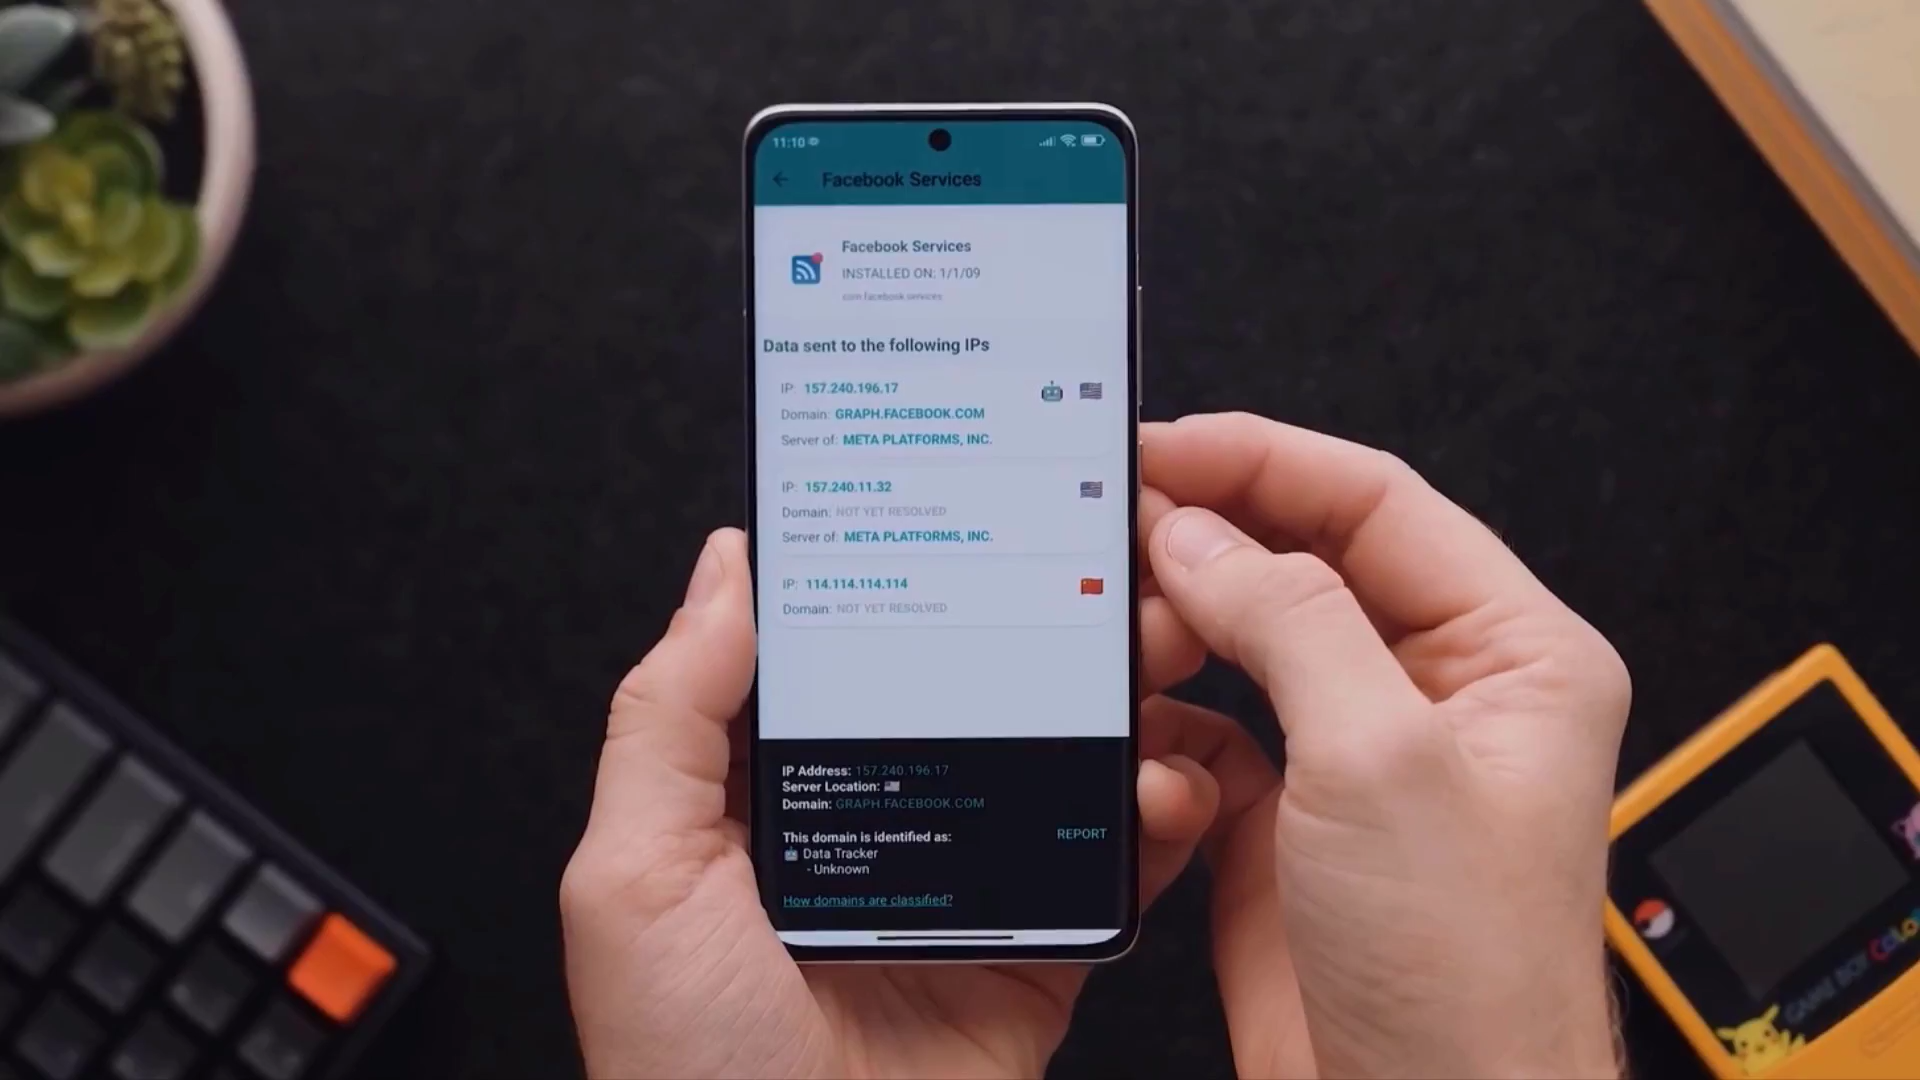 11:10
Facebook Services
Facebook Services
INSTALLED ON: 1/1/09
com.facebook.services
Data sent to the following IPs
IP: 157.240.196.17
Domain: GRAPH.FACEBOOK.COM
Server of: META PLATFORMS, INC.
IP: 157.240.11.32
Domain: NOT YET RESOLVED
Server of: META PLATFORMS, INC.
IP: 114.114.114.114
Domain: NOT YET RESOLVED
IP Address: 157.240.196.17
Server Location:
Domain: GRAPH.FACEBOOK.COM
This domain is identified as:
REPORT
Data Tracker
- Unknown
How domains are classified?
GAME BOY COLO